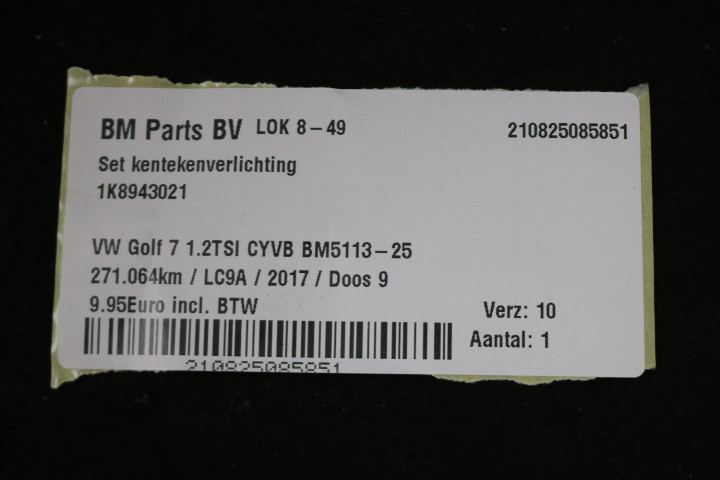 BM Parts BV LOK 8-49 210825085851
Set kentekenverlichting
1K8943021
VW Golf 7 1.2TSI CYVB BM5113-25
271.064km / LC9A / 2017 / Doos 9
9.95Euro incl. BTW
Verz: 10
Aantal: 1
210825085851